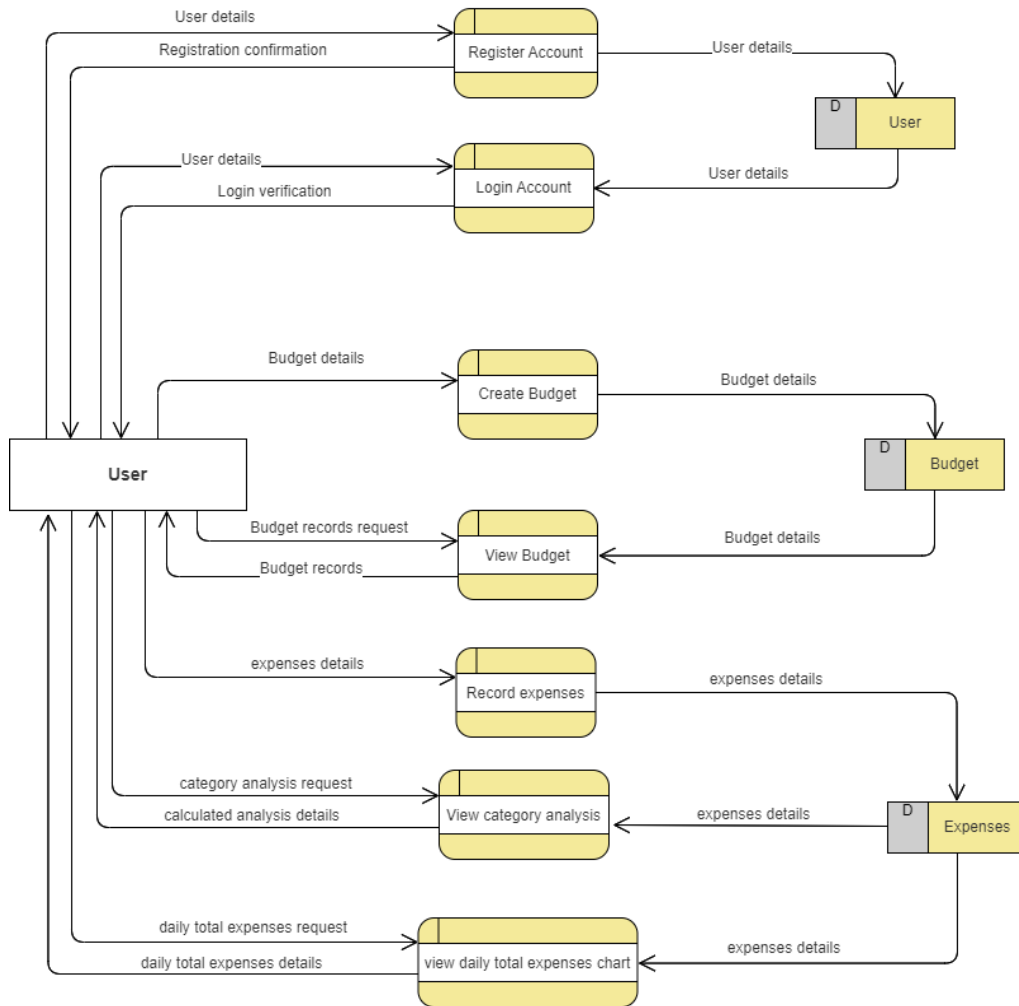 User details
Registration confirmation
Register Account
User details
D
User
User details
Login verification
Login Account
User details
Budget details
Create Budget
Budget details
D
Budget
User
Budget records request
Budget records
View Budget
Budget details
expenses details
Record expenses
expenses details
category analysis request
calculated analysis details
View category analysis
expenses details
D
Expenses
daily total expenses request
daily total expenses details
view daily total expenses chart
expenses details